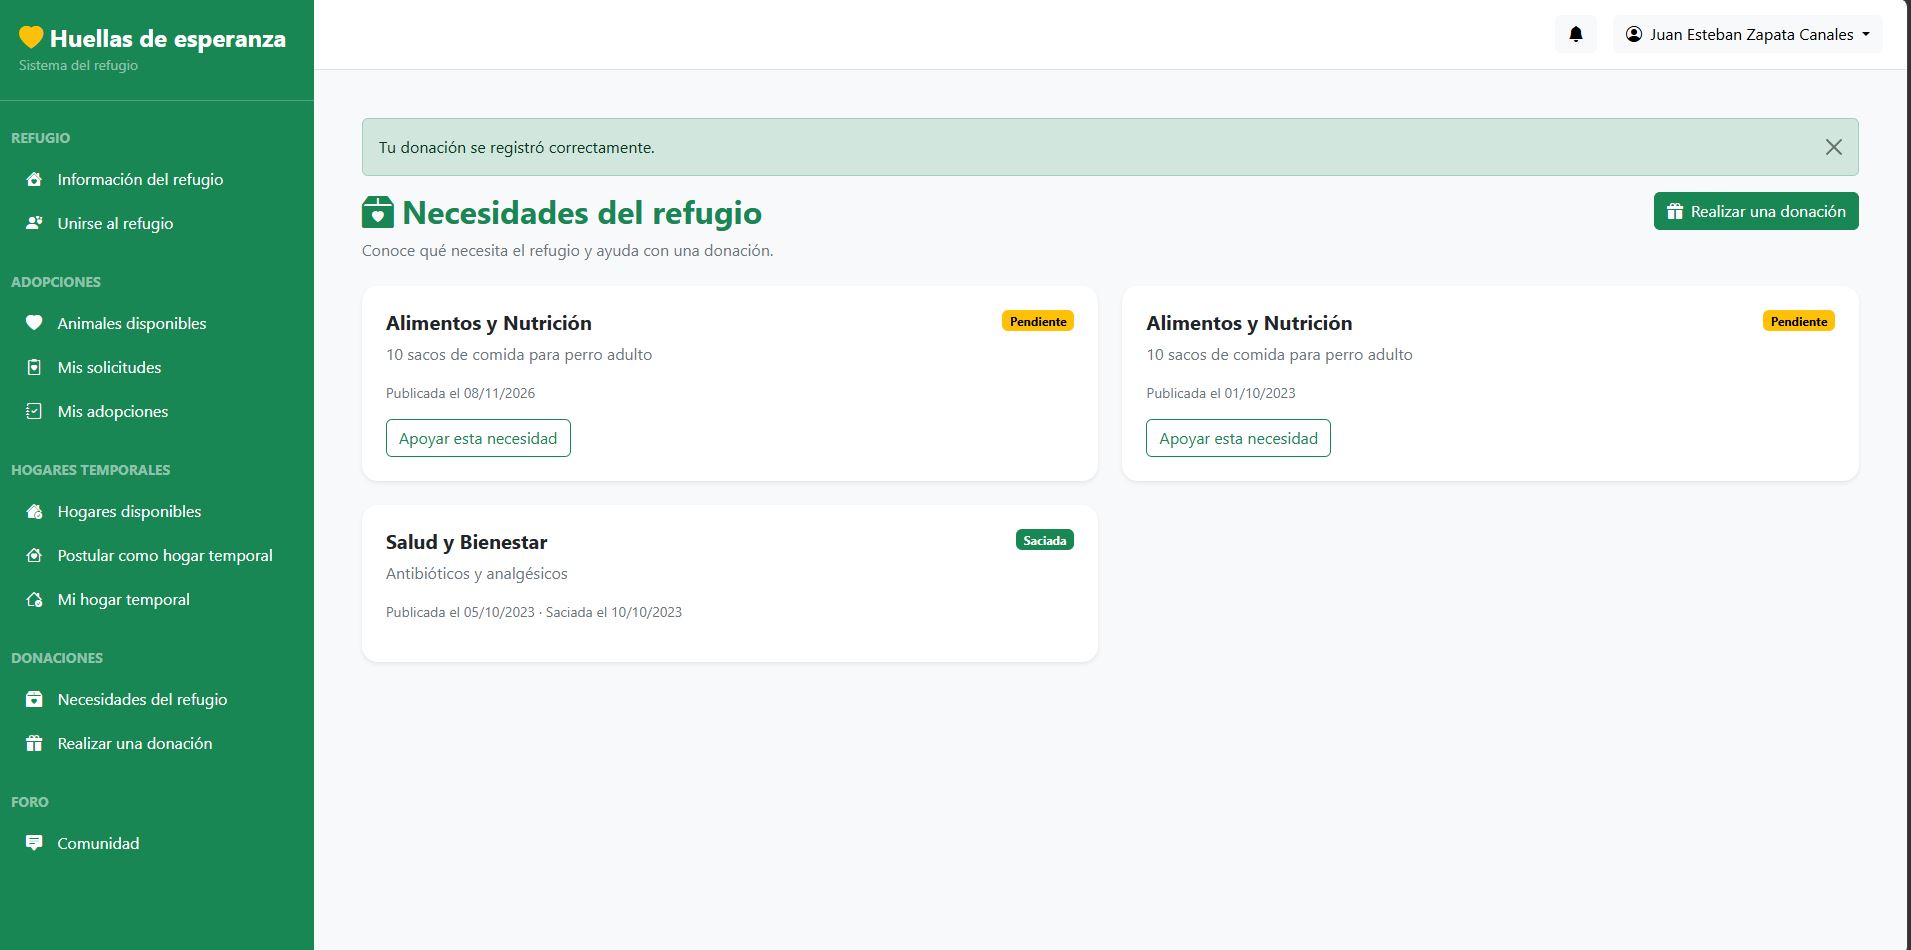 Huellas de esperanza
Sistema del refugio
REFUGIO
Información del refugio
Unirse al refugio
ADOPCIONES
Animales disponibles
Mis solicitudes
Mis adopciones
HOGARES TEMPORALES
Hogares disponibles
Postular como hogar temporal
Mi hogar temporal
DONACIONES
Necesidades del refugio
Realizar una donación
FORO
Comunidad
Juan Esteban Zapata Canales
Tu donación se registró correctamente.
Necesidades del refugio
Realizar una donación
Conoce qué necesita el refugio y ayuda con una donación.
Alimentos y Nutrición
Pendiente
10 sacos de comida para perro adulto
Publicada el 08/11/2026
Apoyar esta necesidad
Alimentos y Nutrición
Pendiente
10 sacos de comida para perro adulto
Publicada el 01/10/2023
Apoyar esta necesidad
Salud y Bienestar
Saciada
Antibióticos y analgésicos
Publicada el 05/10/2023 · Saciada el 10/10/2023